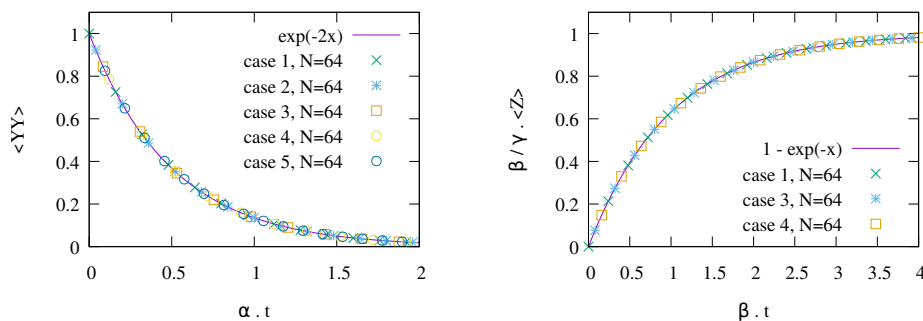 1
0.8
0.6
0.4
0.2
0
<YY>
exp(-2x)
case 1, N=64
case 2, N=64
case 3, N=64
case 4, N=64
case 5, N=64
0 0.5 1 1.5 2
α . t
1
0.8
0.6
0.4
0.2
0
β / γ . <Z>
1 - exp(-x)
case 1, N=64
case 3, N=64
case 4, N=64
0 0.5 1 1.5 2 2.5 3 3.5 4
β . t